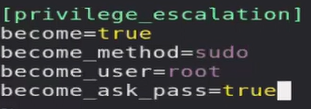 [privilege_escalation]
become=true
become_method=sudo
become_user=root
become_ask_pass=true